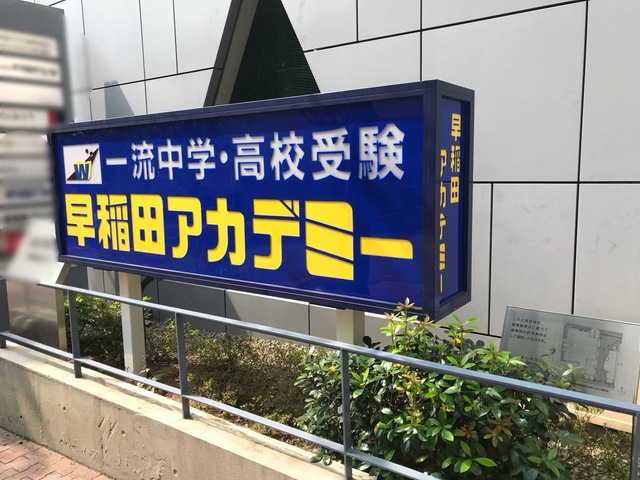 一流中学・高校受験
早稲田アカデミー
早稲田
アカデミー